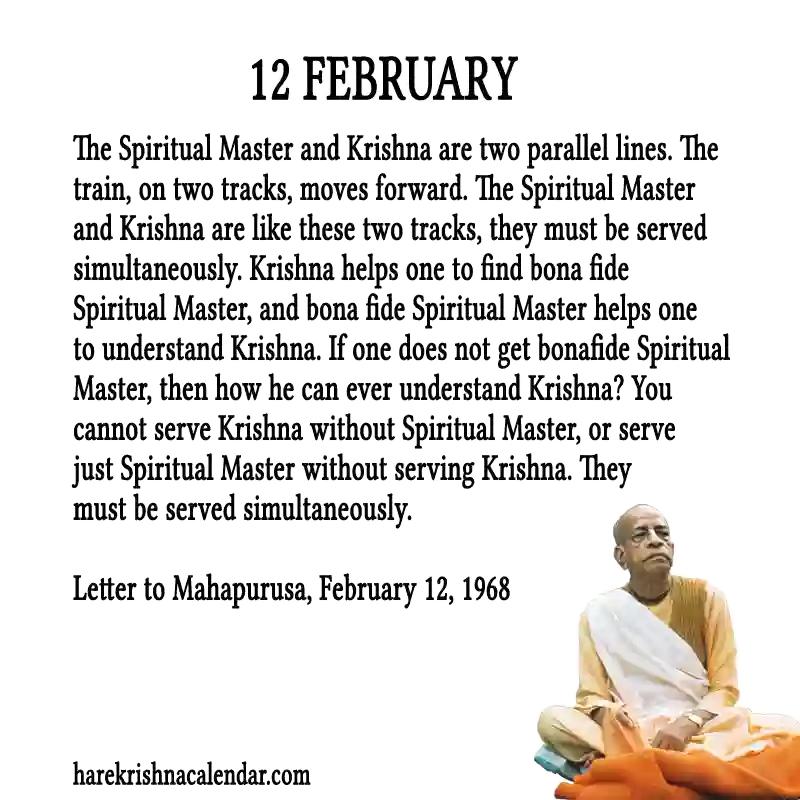 12 FEBRUARY
The Spiritual Master and Krishna are two parallel lines. The
train, on two tracks, moves forward. The Spiritual Master
and Krishna are like these two tracks, they must be served
simultaneously. Krishna helps one to find bona fide
Spiritual Master, and bona fide Spiritual Master helps one
to understand Krishna. If one does not get bonafide Spiritual
Master, then how he can ever understand Krishna? You
cannot serve Krishna without Spiritual Master, or serve
just Spiritual Master without serving Krishna. They
must be served simultaneously.
Letter to Mahapurusa, February 12, 1968
harekrishnacalendar.com